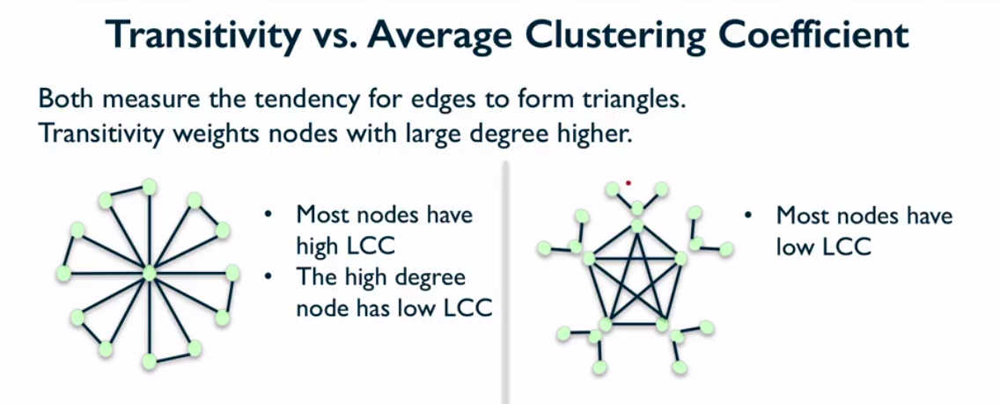 Transitivity vs. Average Clustering Coefficient
Both measure the tendency for edges to form triangles.
Transitivity weights nodes with large degree higher.
• Most nodes have
high LCC
• The high degree
node has low LCC
• Most nodes have
low LCC